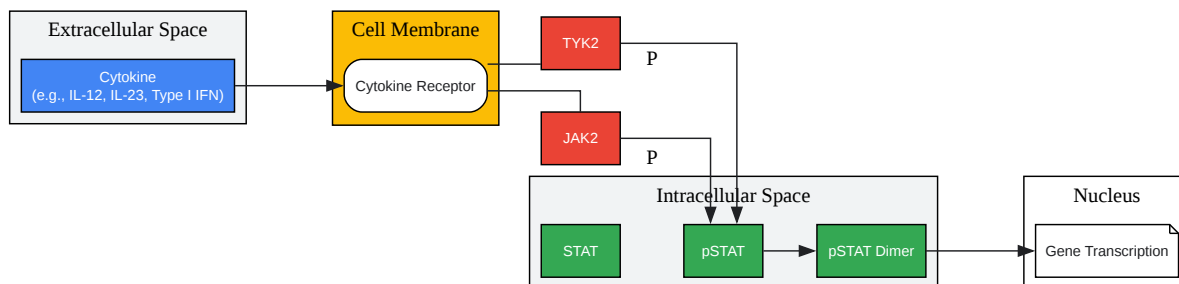 Extracellular Space
Cytokine
(e.g., IL-12, IL-23, Type I IFN)
Cell Membrane
Cytokine Receptor
TYK2
P
JAK2
P
Intracellular Space
STAT
pSTAT
pSTAT Dimer
Nucleus
Gene Transcription